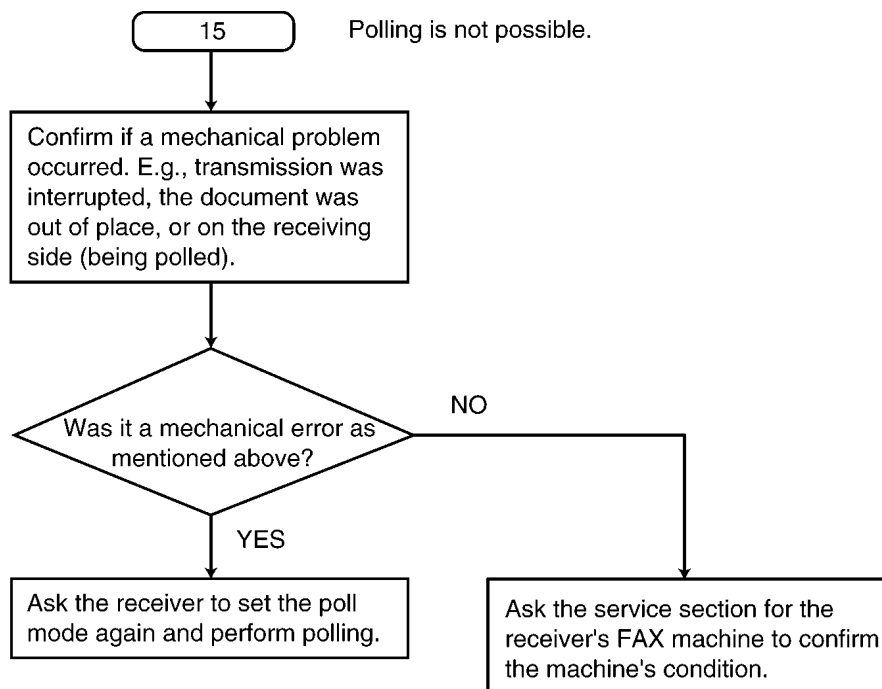 15
Polling is not possible.
Confirm if a mechanical problem
occurred. E.g., transmission was
interrupted, the document was
out of place, or on the receiving
side (being polled).
Was it a mechanical error as
mentioned above?
NO
YES
Ask the receiver to set the poll
mode again and perform polling.
Ask the service section for the
receiver's FAX machine to confirm
the machine's condition.